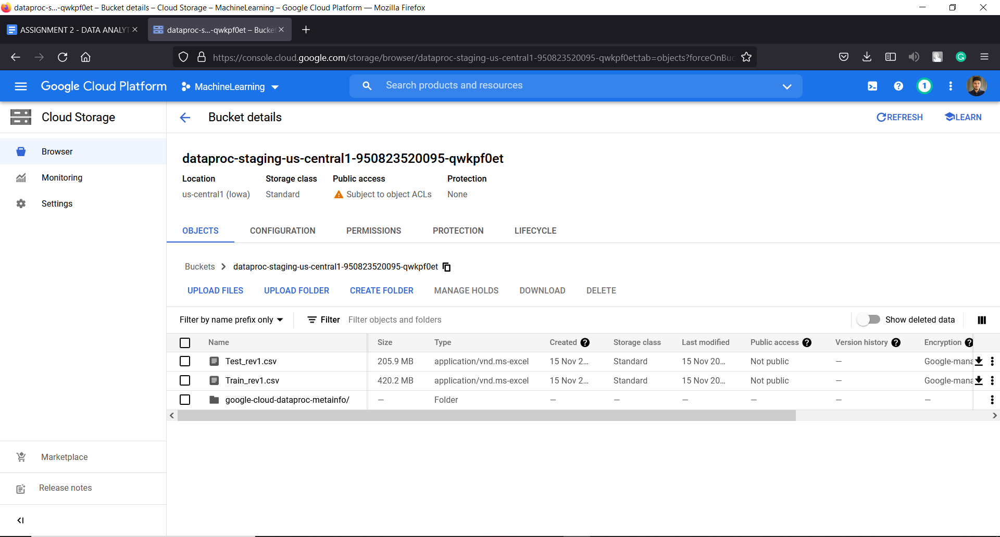 dataproc-s...-qwkpf0et – Bucket details – Cloud Storage – MachineLearning – Google Cloud Platform — Mozilla Firefox
ASSIGNMENT 2 - DATA ANALYT
dataproc-s...-qwkpf0et – Bucket
https://console.cloud.google.com/storage/browser/dataproc-staging-us-central1-950823520095-qwkpf0et;tab=objects?forceOnBuc
Google Cloud Platform
MachineLearning
Search products and resources
1
Cloud Storage
Bucket details
REFRESH
LEARN
Browser
Monitoring
Settings
dataproc-staging-us-central1-950823520095-qwkpf0et
Location Storage class Public access Protection
us-central1 (Iowa) Standard Subject to object ACLs None
OBJECTS CONFIGURATION PERMISSIONS PROTECTION LIFECYCLE
Buckets > dataproc-staging-us-central1-950823520095-qwkpf0et
UPLOAD FILES UPLOAD FOLDER CREATE FOLDER MANAGE HOLDS DOWNLOAD DELETE
Filter by name prefix only Filter Filter objects and folders Show deleted data
Name Size Type Created Storage class Last modified Public access Version history Encryption
Test_rev1.csv 205.9 MB application/vnd.ms-excel 15 Nov 2... Standard 15 Nov 20... Not public — Google-mana
Train_rev1.csv 420.2 MB application/vnd.ms-excel 15 Nov 2... Standard 15 Nov 20... Not public — Google-mana
google-cloud-dataproc-metainfo/ — Folder — — — — — —
Marketplace
Release notes